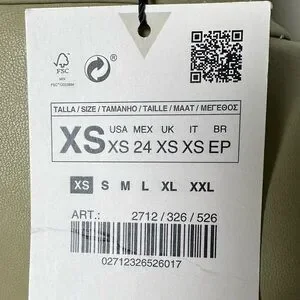 FSC
MIX
TALLA / SIZE / TAMANHO / TAILLE / MAAT / ΜΕΓΕΘΟΣ
XS
USA MEX UK IT BR
XS 24 XS XS EP
XS S M L XL XXL
ART.: 2712 / 326 / 526
02712326526017